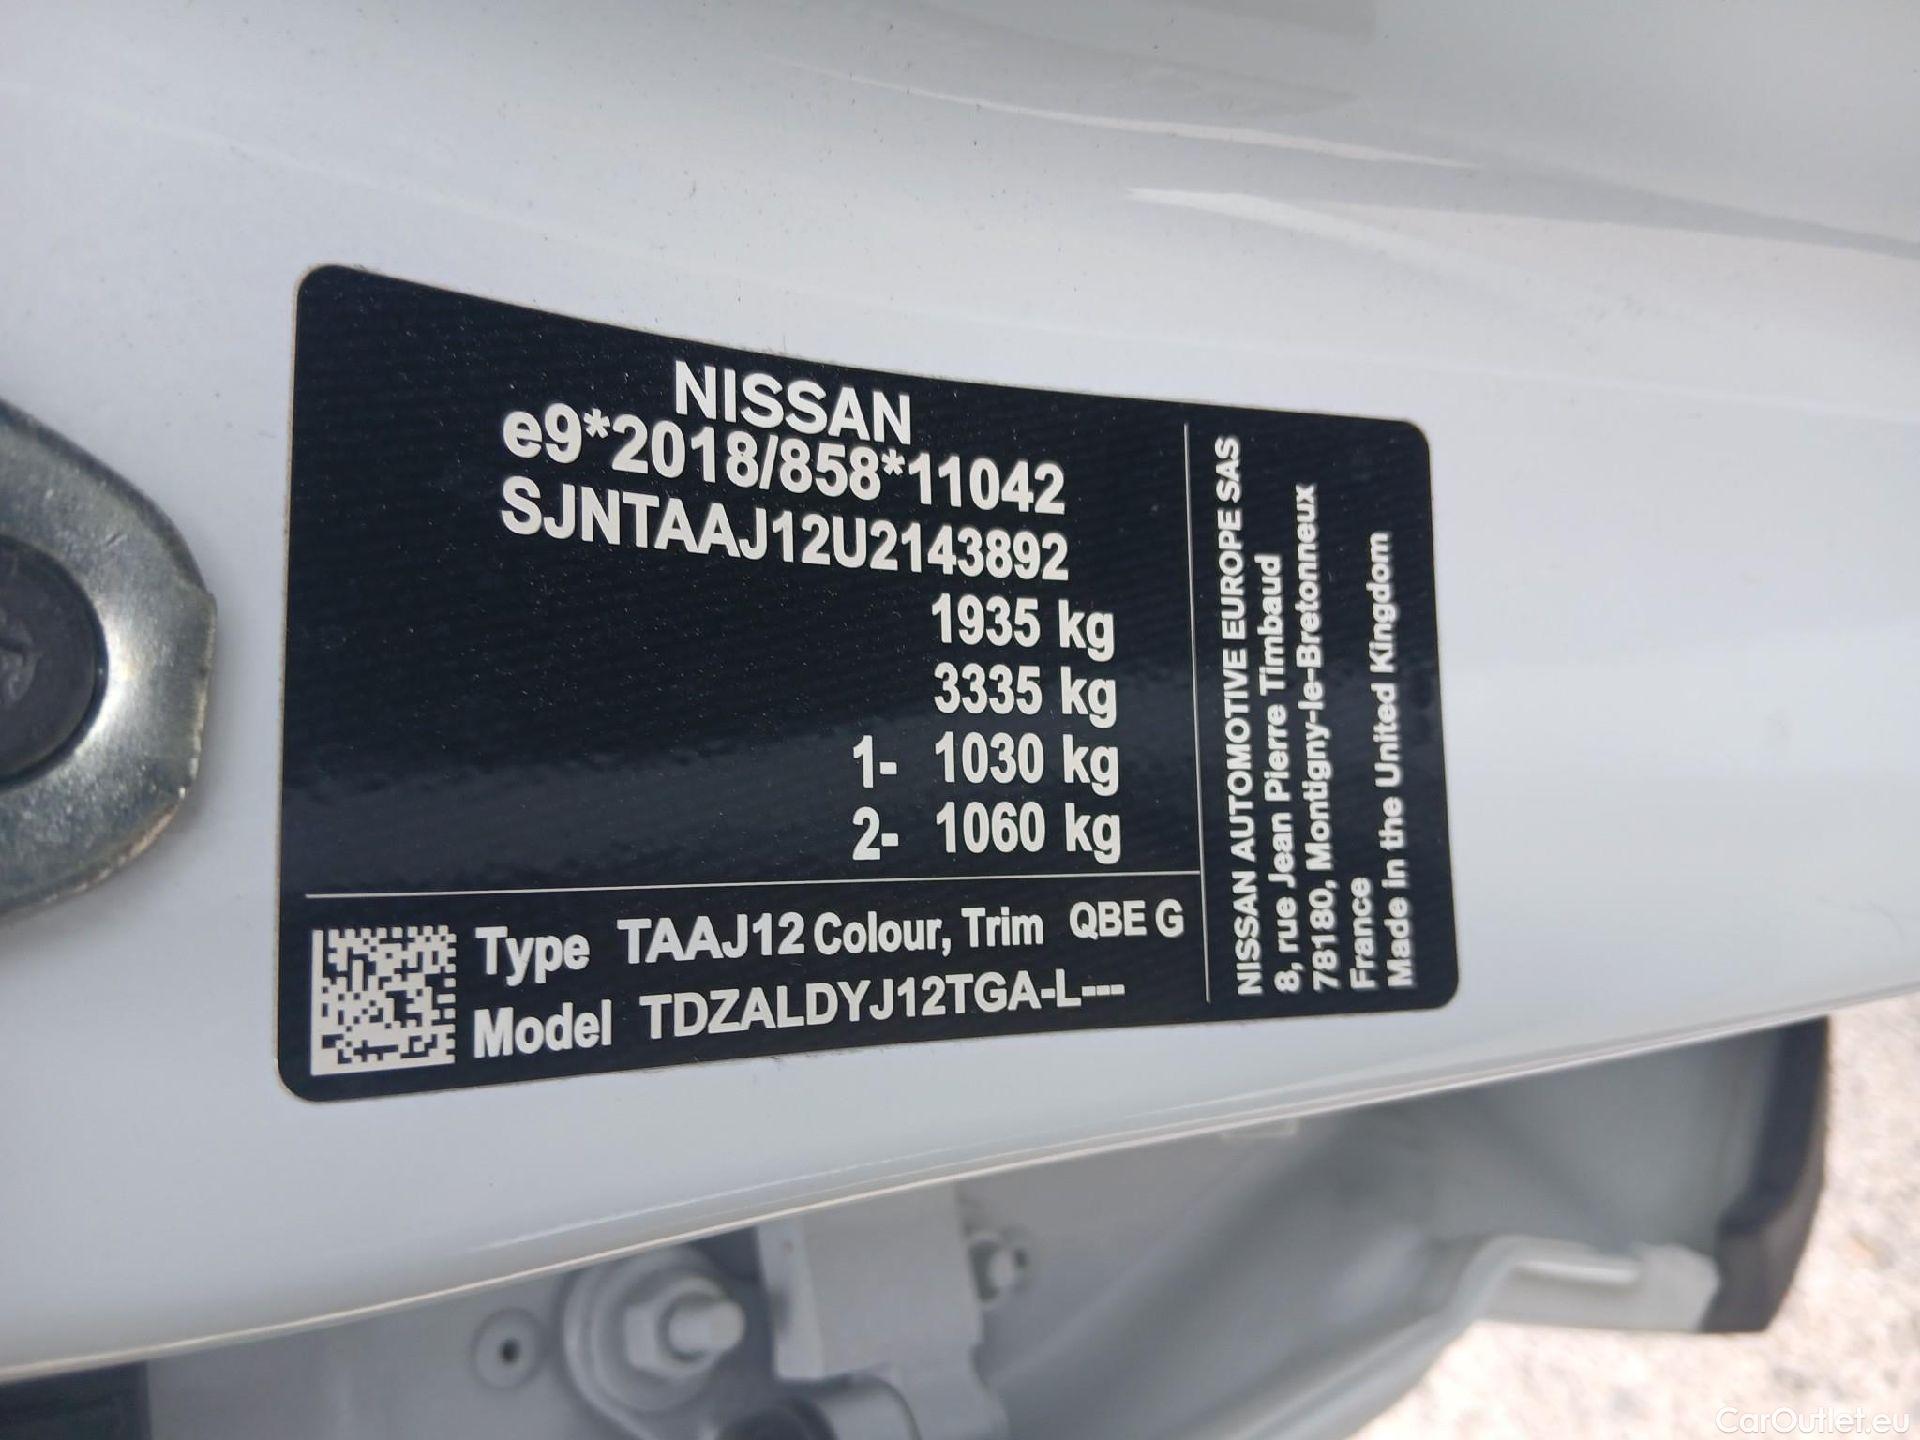 NISSAN
e9*2018/858*11042
SJNTAAJ12U2143892
1935 kg
3335 kg
1- 1030 kg
2- 1060 kg
Type TAAJ12 Colour, Trim QBE G
Model TDZALDYJ12TGA-L---
NISSAN AUTOMOTIVE EUROPE SAS
8, rue Jean Pierre Timbaud
78180, Montigny-le-Bretonneux
France
Made in the United Kingdom
CarOutlet.eu